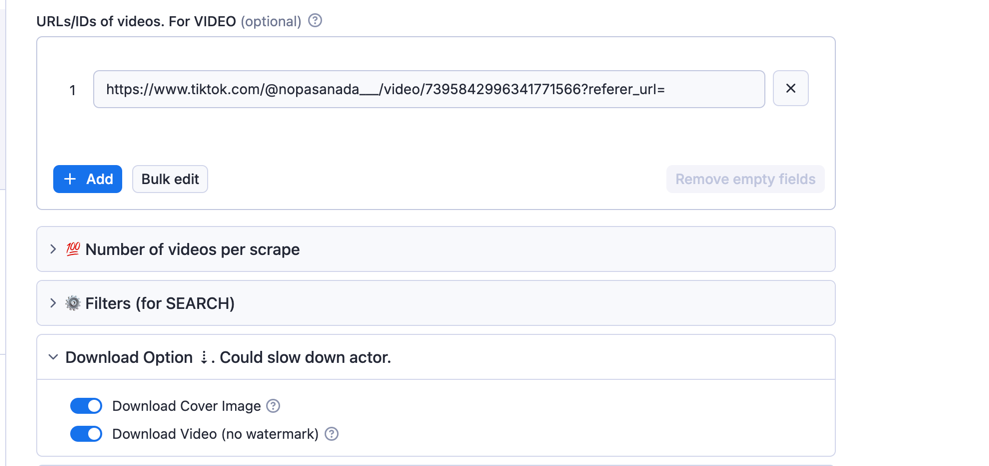 URLs/IDs of videos. For VIDEO (optional) ?
1 https://www.tiktok.com/@nopasanada___/video/7395842996341771566?referer_url= ×
+ Add Bulk edit Remove empty fields
> 💯 Number of videos per scrape
> ⚙️ Filters (for SEARCH)
Download Option ⇣. Could slow down actor.
Download Cover Image ?
Download Video (no watermark) ?